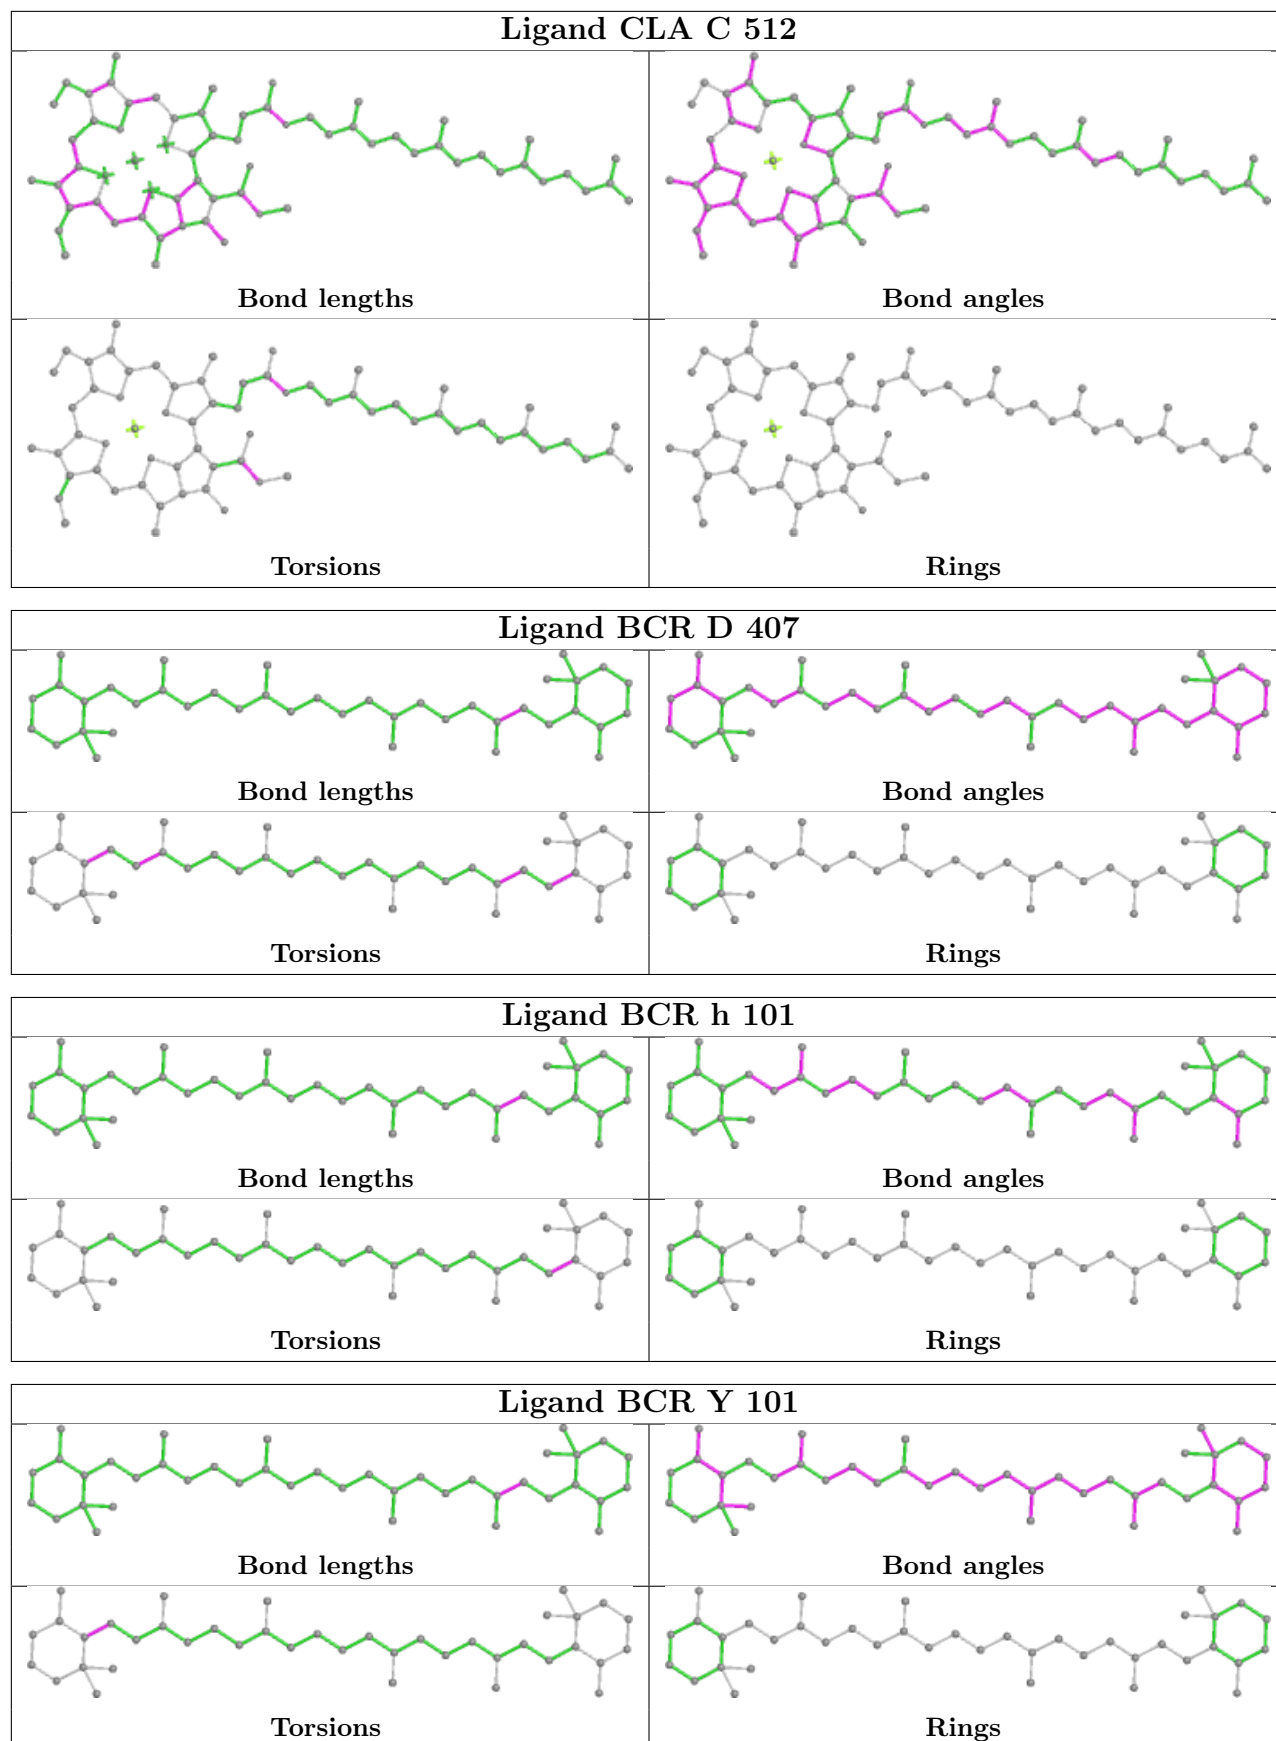 Ligand CLA C 512
Bond lengths
Bond angles
Torsions
Rings
Ligand BCR D 407
Bond lengths
Bond angles
Torsions
Rings
Ligand BCR h 101
Bond lengths
Bond angles
Torsions
Rings
Ligand BCR Y 101
Bond lengths
Bond angles
Torsions
Rings